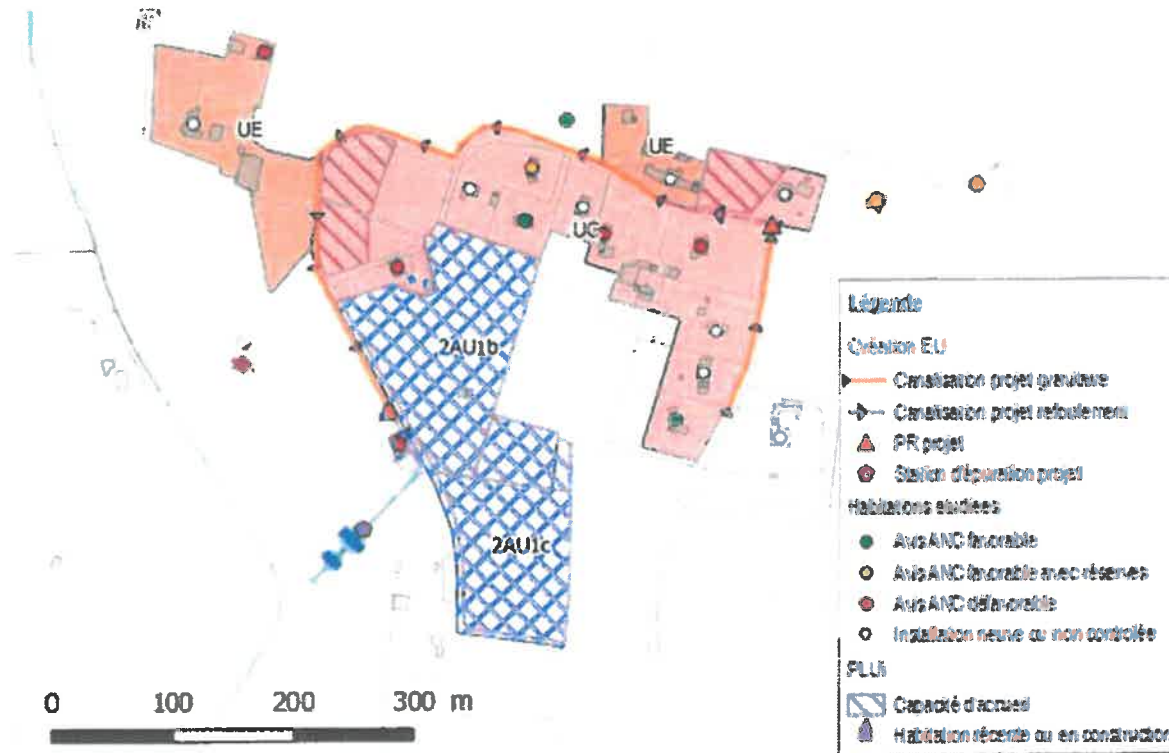 UE
UE
UC
2AU1b
2AU1c
0 100 200 300 m
Légende
Création EU
Canalisation projet gravitaire
Canalisation projet refoulement
PR projet
Station d'épuration projet
Habitations étudiées
Avis ANC favorable
Avis ANC favorable avec réserves
Avis ANC défavorable
Installation neuve ou non contrôlée
PLUi
Capacité d'accueil
Habitation récente ou en construction